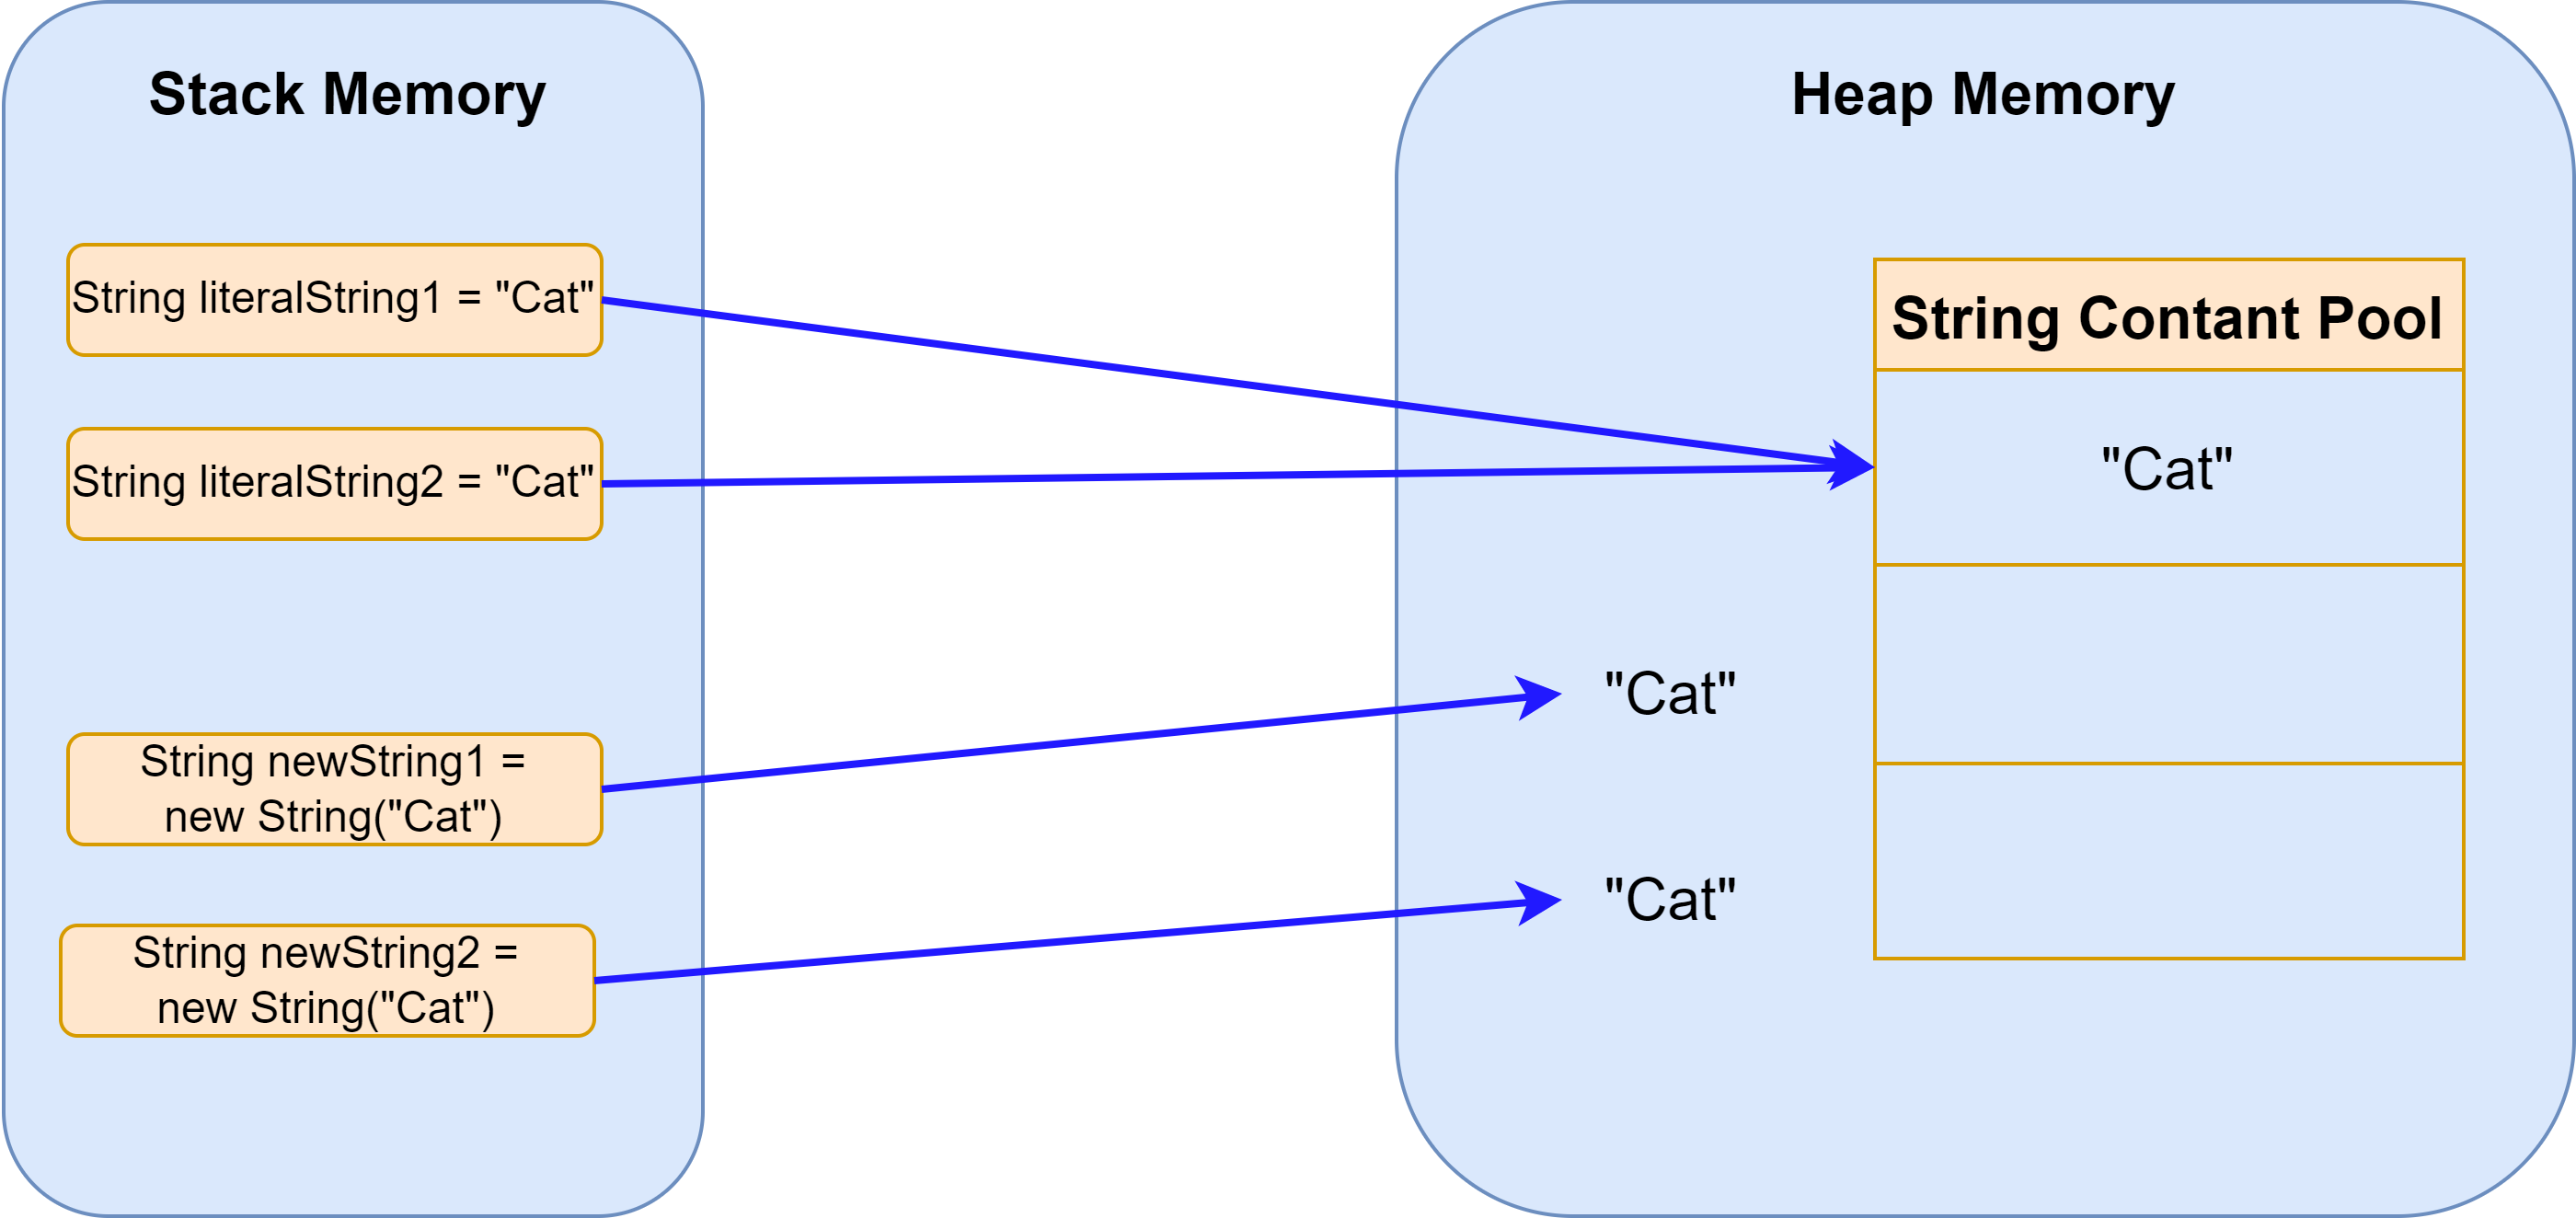 Stack Memory
String literalString1 = "Cat"
String literalString2 = "Cat"
String newString1 =
new String("Cat")
String newString2 =
new String("Cat")
Heap Memory
String Contant Pool
"Cat"
"Cat"
"Cat"